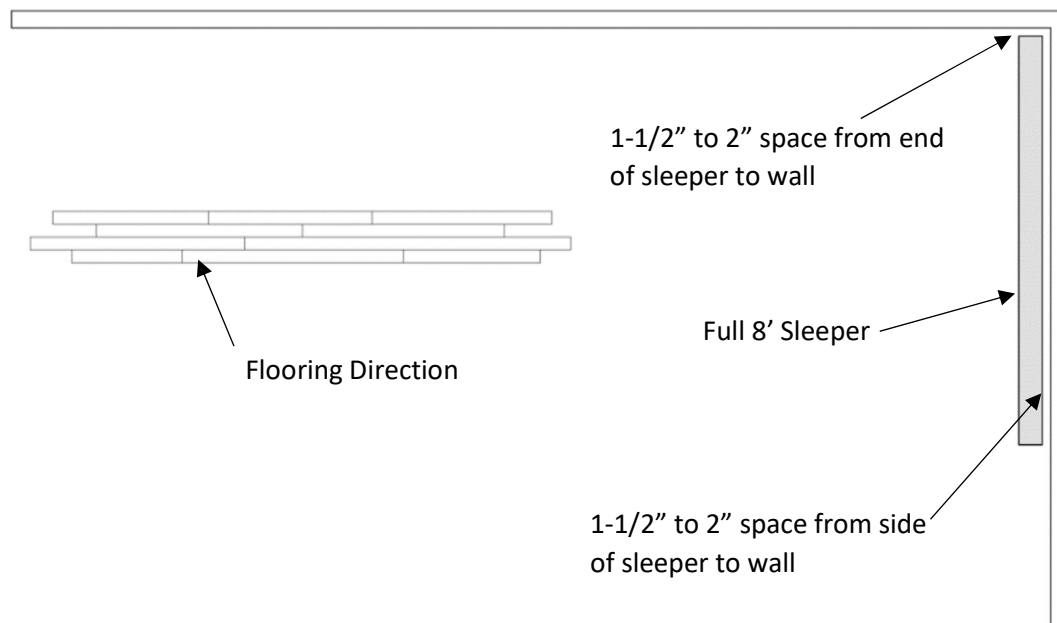 1-1/2” to 2” space from end
of sleeper to wall
Full 8’ Sleeper
Flooring Direction
1-1/2” to 2” space from side
of sleeper to wall